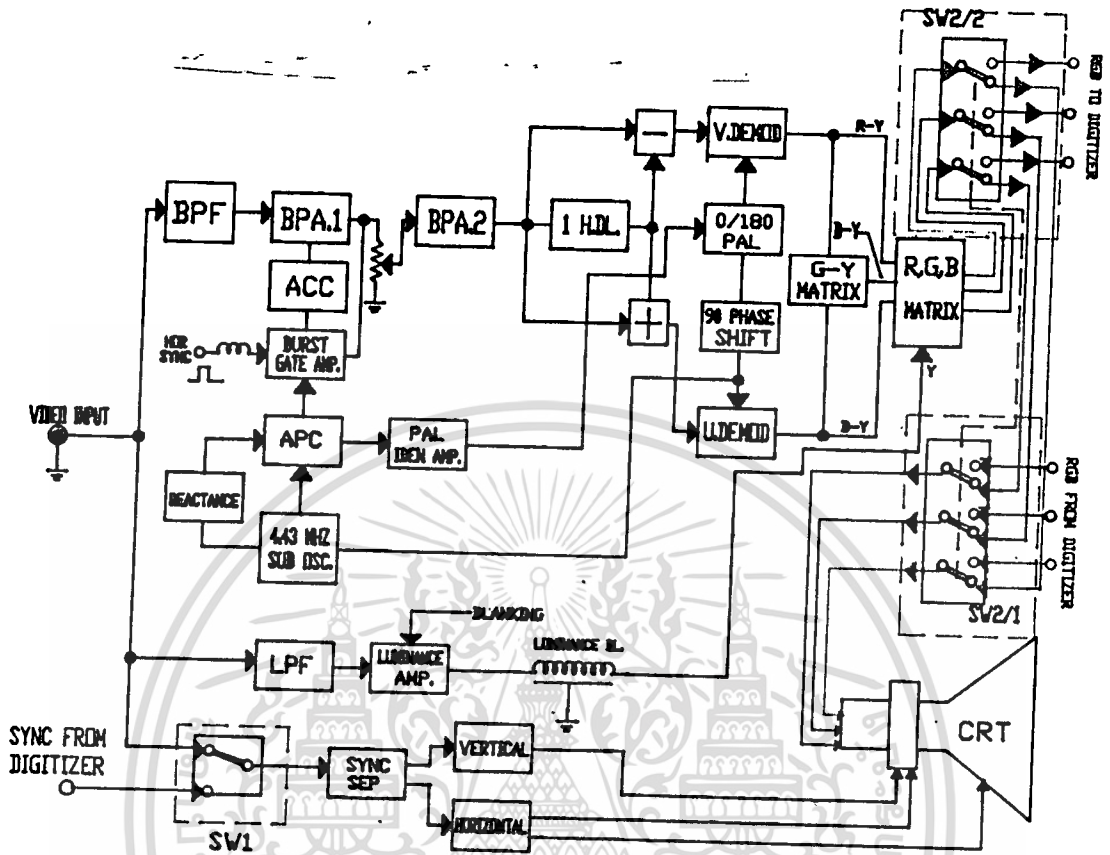 SW2/2
RGB TO DIGITIZER
V.DEMOD
R-Y
BPF
BPA.1
BPA.2
1 H.DL.
0/180
PAL
B-Y
G-Y
MATRIX
R,G,B
MATRIX
ACC
90 PHASE
SHIFT
HOR
SYNC
BURST
GATE AMP.
Y
VIDEO INPUT
APC
PAL
IDEN AMP.
U.DEMOD
B-Y
REACTANCE
4.43 MHZ
SUB OSC.
RGB FROM DIGITIZER
SW2/1
BLANKING
LPF
LUMINANCE
AMP.
LUMINANCE DL.
CRT
SYNC FROM
DIGITIZER
SYNC
SEP
VERTICAL
HORIZONTAL
SW1